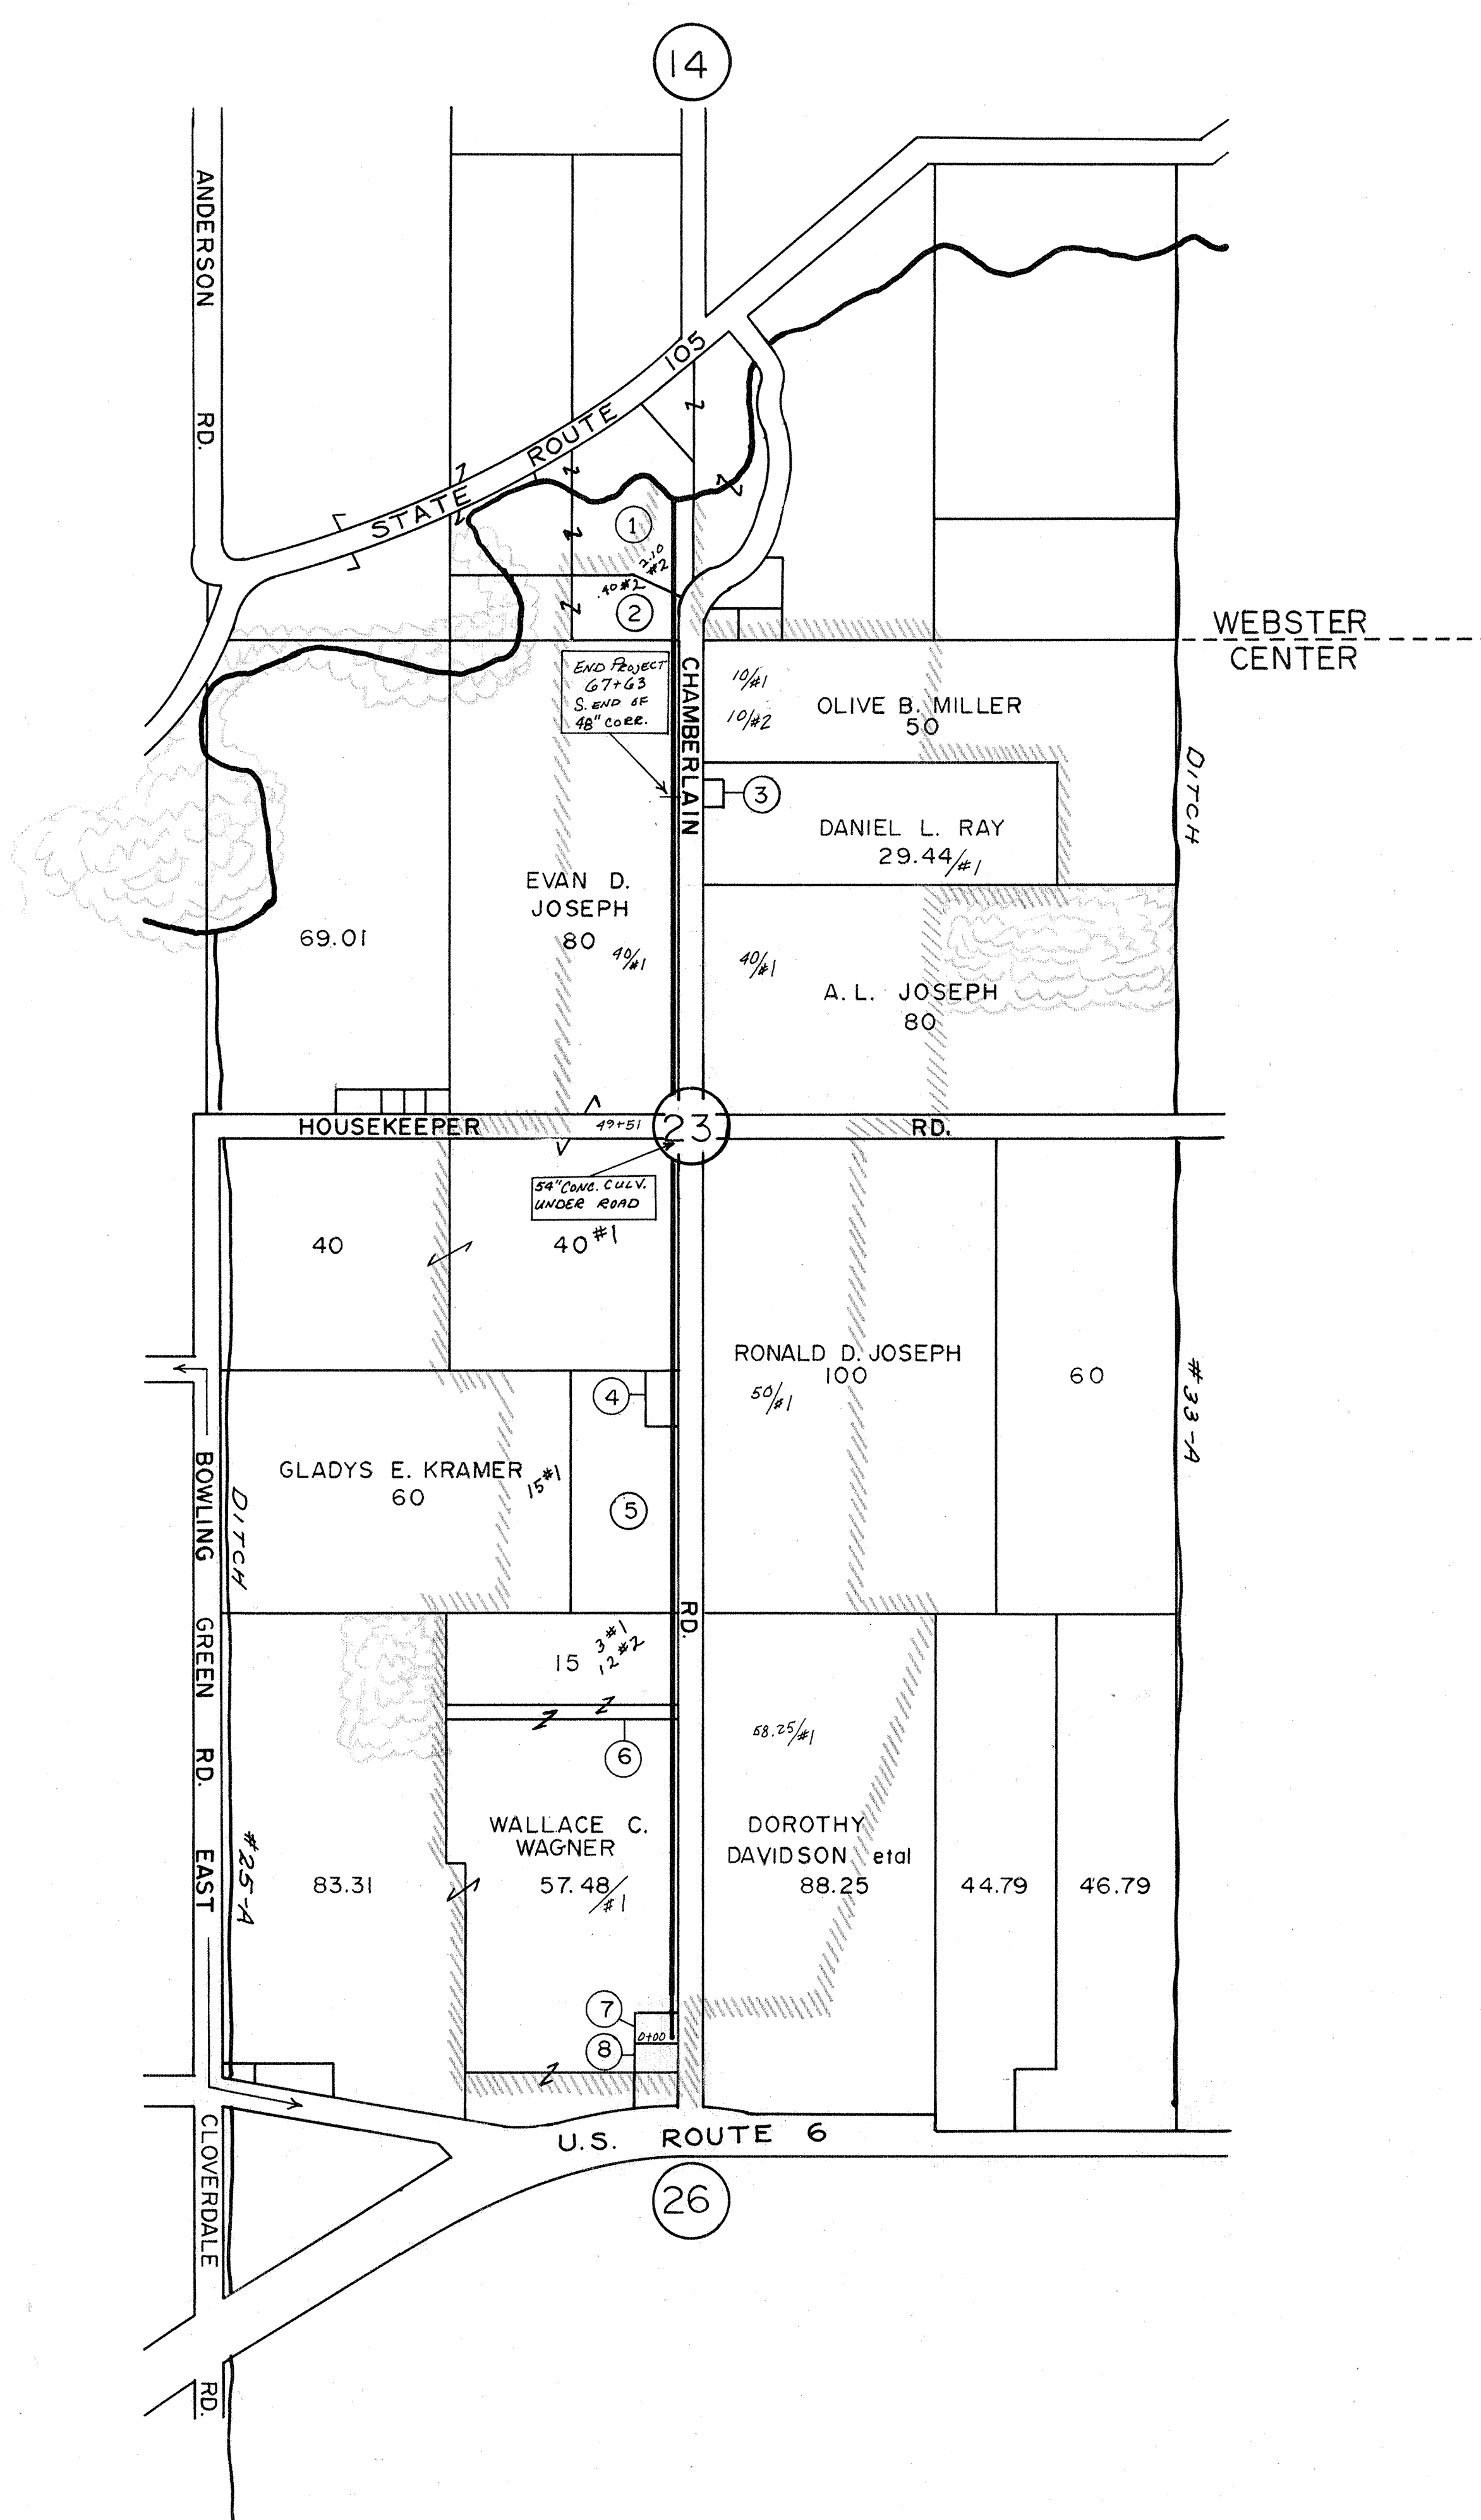 14
ANDERSON RD.
STATE ROUTE 105
1
2.10
#2
.40 #2
2
WEBSTER
CENTER
END PROJECT
67+63
S. END OF
48" CORR.
CHAMBERLAIN RD.
10/#1
10/#2
OLIVE B. MILLER
50
3
DANIEL L. RAY
29.44/#1
DITCH #33-A
EVAN D.
JOSEPH
80
40/#1
69.01
40/#1
A. L. JOSEPH
80
HOUSEKEEPER RD.
49+51
23
54" CONC. CULV.
UNDER ROAD
40
40 #1
RONALD D. JOSEPH
100
50/#1
60
4
GLADYS E. KRAMER
60
15 #1
5
BOWLING GREEN RD. EAST
DITCH #25-A
15
3 #1
12 #2
6
58.25/#1
WALLACE C.
WAGNER
57.48/#1
DOROTHY
DAVIDSON etal
88.25
83.31
44.79
46.79
7
0+00
8
U.S. ROUTE 6
26
CLOVERDALE RD.